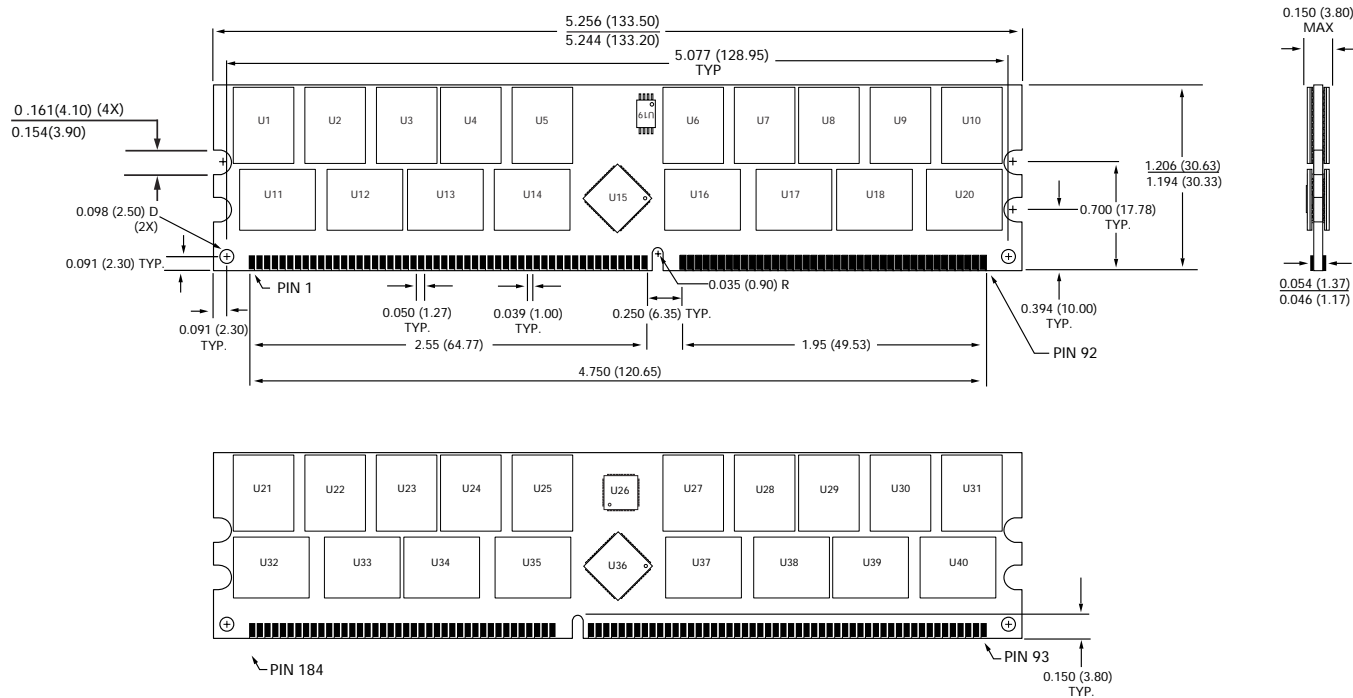 5.256 (133.50)
5.244 (133.20)
5.077 (128.95)
TYP
0.150 (3.80)
MAX
0 .161(4.10) (4X)
0.154(3.90)
U1 U2 U3 U4 U5 U19 U6 U7 U8 U9 U10
U11 U12 U13 U14 U15 U16 U17 U18 U20
1.206 (30.63)
1.194 (30.33)
0.098 (2.50) D
(2X)
0.700 (17.78)
TYP.
0.091 (2.30) TYP.
PIN 1
0.035 (0.90) R
0.054 (1.37)
0.046 (1.17)
0.091 (2.30)
TYP.
0.050 (1.27)
TYP.
0.039 (1.00)
TYP.
0.250 (6.35) TYP.
0.394 (10.00)
TYP.
2.55 (64.77)
1.95 (49.53)
PIN 92
4.750 (120.65)
U21 U22 U23 U24 U25 U26 U27 U28 U29 U30 U31
U32 U33 U34 U35 U36 U37 U38 U39 U40
PIN 184
PIN 93
0.150 (3.80)
TYP.